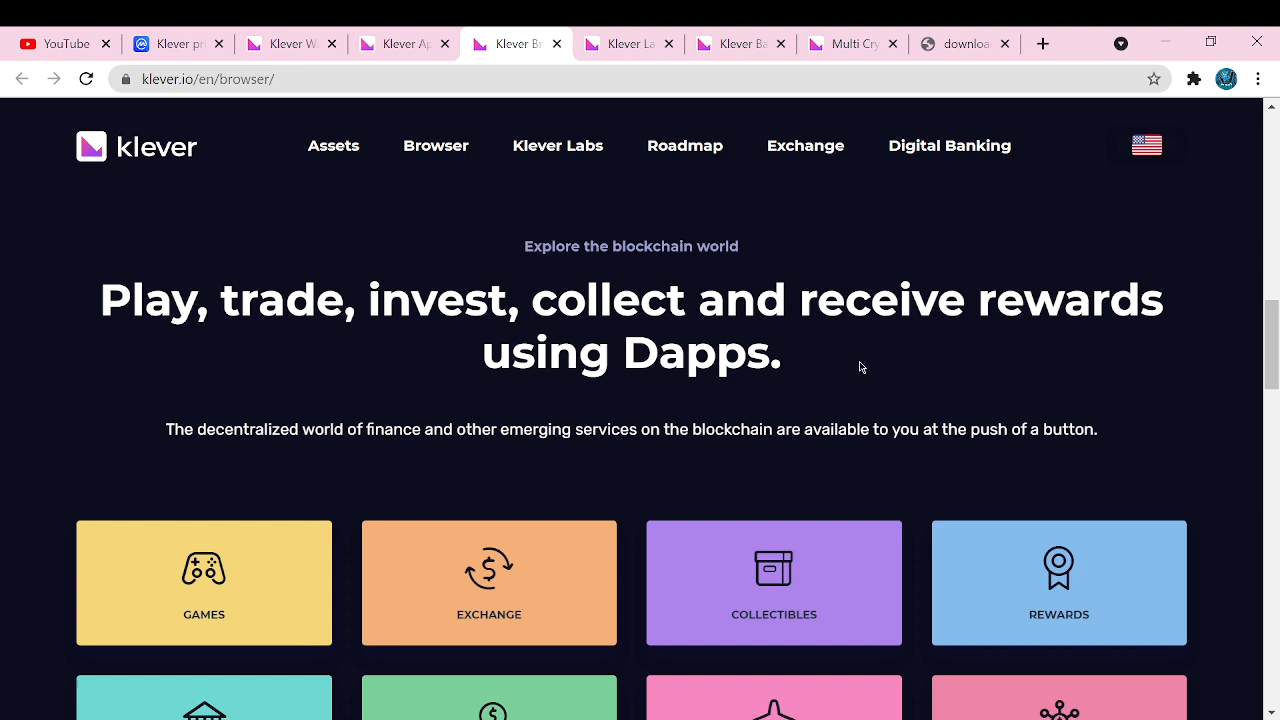 YouTube
Klever pr
Klever W
Klever Ap
Klever Br
Klever La
Klever Ba
Multi Cry
downloa
klever.io/en/browser/
klever
Assets
Browser
Klever Labs
Roadmap
Exchange
Digital Banking
Explore the blockchain world
Play, trade, invest, collect and receive rewards
using Dapps.
The decentralized world of finance and other emerging services on the blockchain are available to you at the push of a button.
GAMES
EXCHANGE
COLLECTIBLES
REWARDS